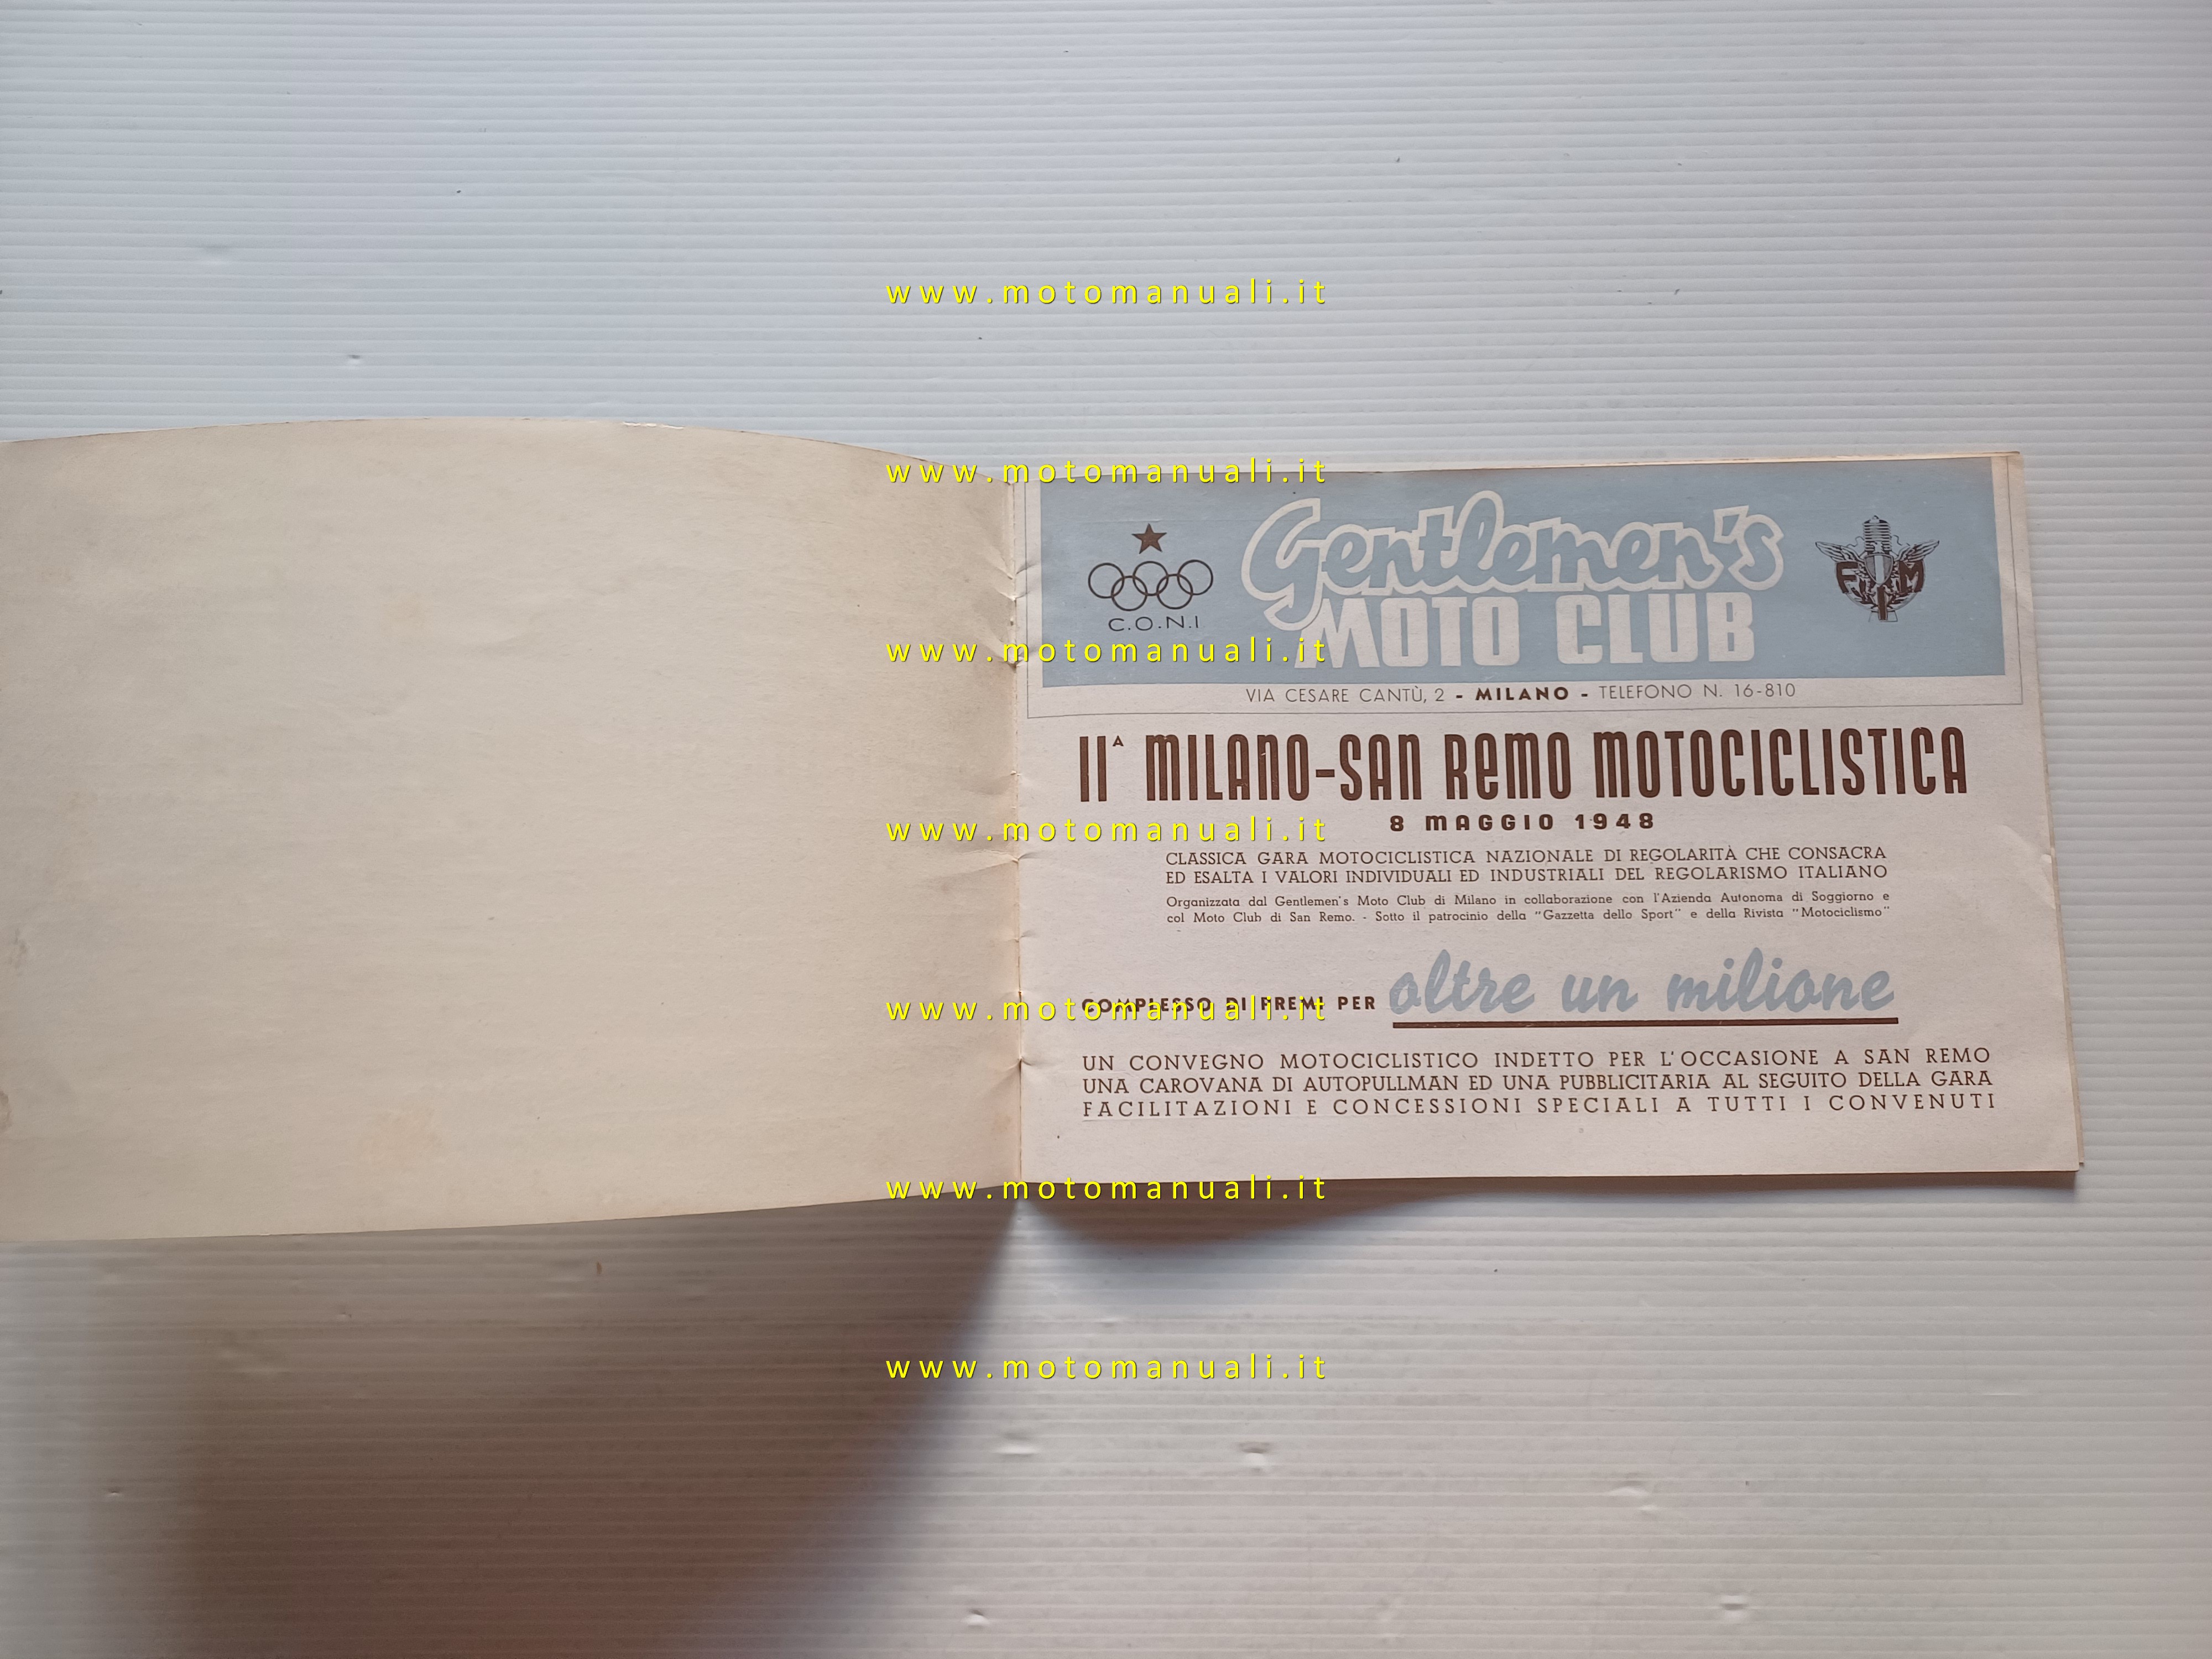 www.motomanuali.it
www.motomanuali.it
Gentlemen's
MOTO CLUB
C.O.N.I
F.M.I
www.motomanuali.it
VIA CESARE CANTÙ, 2 - MILANO - TELEFONO N. 16-810
IIA MILANO-SAN REMO MOTOCICLISTICA
8 MAGGIO 1948
www.motomanuali.it
CLASSICA GARA MOTOCICLISTICA NAZIONALE DI REGOLARITÀ CHE CONSACRA
ED ESALTA I VALORI INDIVIDUALI ED INDUSTRIALI DEL REGOLARISMO ITALIANO
Organizzata dal Gentlemen's Moto Club di Milano in collaborazione con l'Azienda Autonoma di Soggiorno e
col Moto Club di San Remo. - Sotto il patrocinio della "Gazzetta dello Sport" e della Rivista "Motociclismo"
COMPLESSO DI PREMI PER oltre un milione
www.motomanuali.it
UN CONVEGNO MOTOCICLISTICO INDETTO PER L'OCCASIONE A SAN REMO
UNA CAROVANA DI AUTOPULLMAN ED UNA PUBBLICITARIA AL SEGUITO DELLA GARA
FACILITAZIONI E CONCESSIONI SPECIALI A TUTTI I CONVENUTI
www.motomanuali.it
www.motomanuali.it